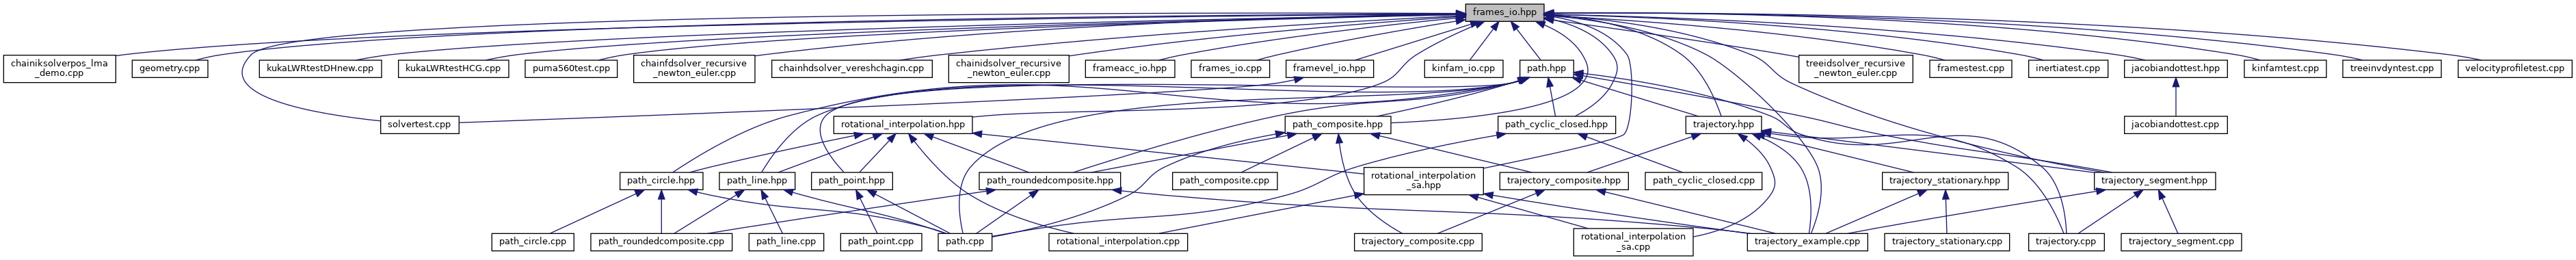 frames_io.hpp
chainiksolverpos_lma
_demo.cpp
geometry.cpp
kukaLWRtestDHnew.cpp
kukaLWRtestHCG.cpp
puma560test.cpp
chainfdsolver_recursive
_newton_euler.cpp
chainhdsolver_vereshchagin.cpp
chainidsolver_recursive
_newton_euler.cpp
frameacc_io.hpp
frames_io.cpp
framevel_io.hpp
kinfam_io.cpp
path.hpp
treeidsolver_recursive
_newton_euler.cpp
framestest.cpp
inertiatest.cpp
jacobiandottest.hpp
kinfamtest.cpp
treeinvdyntest.cpp
velocityprofiletest.cpp
solvertest.cpp
rotational_interpolation.hpp
path_composite.hpp
path_cyclic_closed.hpp
trajectory.hpp
jacobiandottest.cpp
path_circle.hpp
path_line.hpp
path_point.hpp
path_roundedcomposite.hpp
path_composite.cpp
rotational_interpolation
_sa.hpp
trajectory_composite.hpp
path_cyclic_closed.cpp
trajectory_stationary.hpp
trajectory_segment.hpp
path_circle.cpp
path_roundedcomposite.cpp
path_line.cpp
path_point.cpp
path.cpp
rotational_interpolation.cpp
trajectory_composite.cpp
rotational_interpolation
_sa.cpp
trajectory_example.cpp
trajectory_stationary.cpp
trajectory.cpp
trajectory_segment.cpp